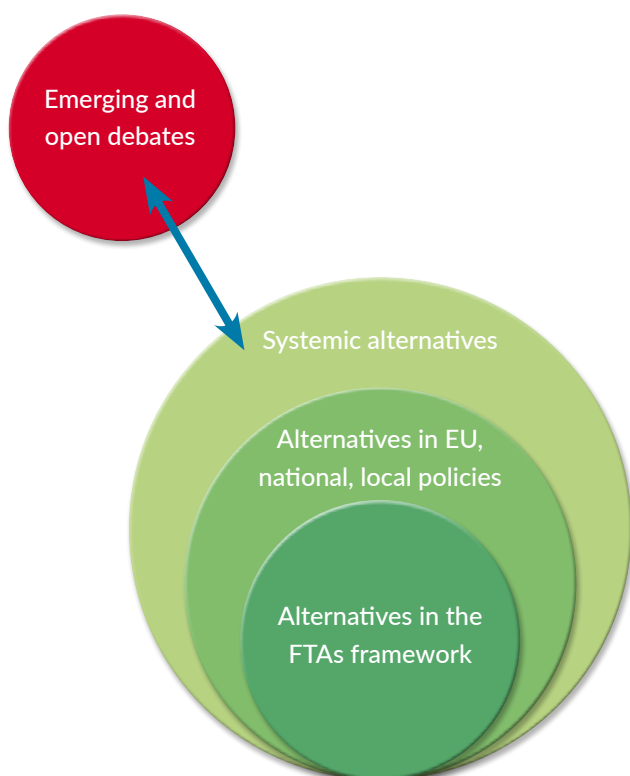 Emerging and
open debates
Systemic alternatives
Alternatives in EU,
national, local policies
Alternatives in the
FTAs framework